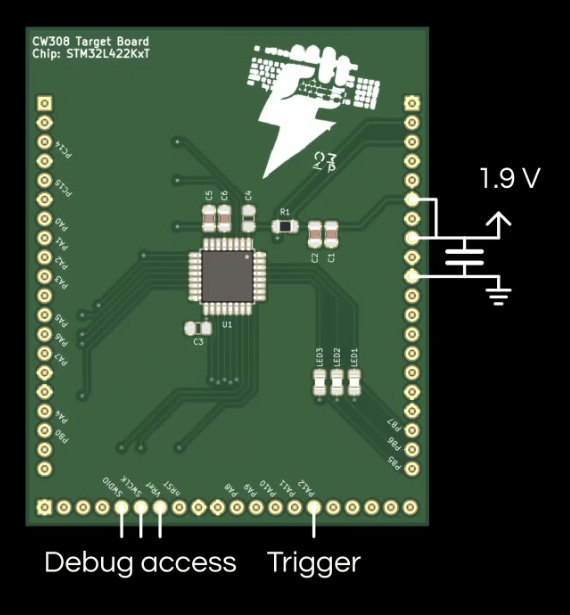 CW308 Target Board
Chip: STM32L422KxT
PC14
PC15
PA0
PA1
PA2
PA3
PA5
PA6
PA7
PA4
PB0
C5
C6
C4
R1
C2
C1
U1
C3
LED3
LED2
LED1
PB7
PB6
PB5
1.9 V
SWDIO
SWCLK
VRef
nRST
PA8
PA9
PA10
PA11
PA12
Debug access
Trigger